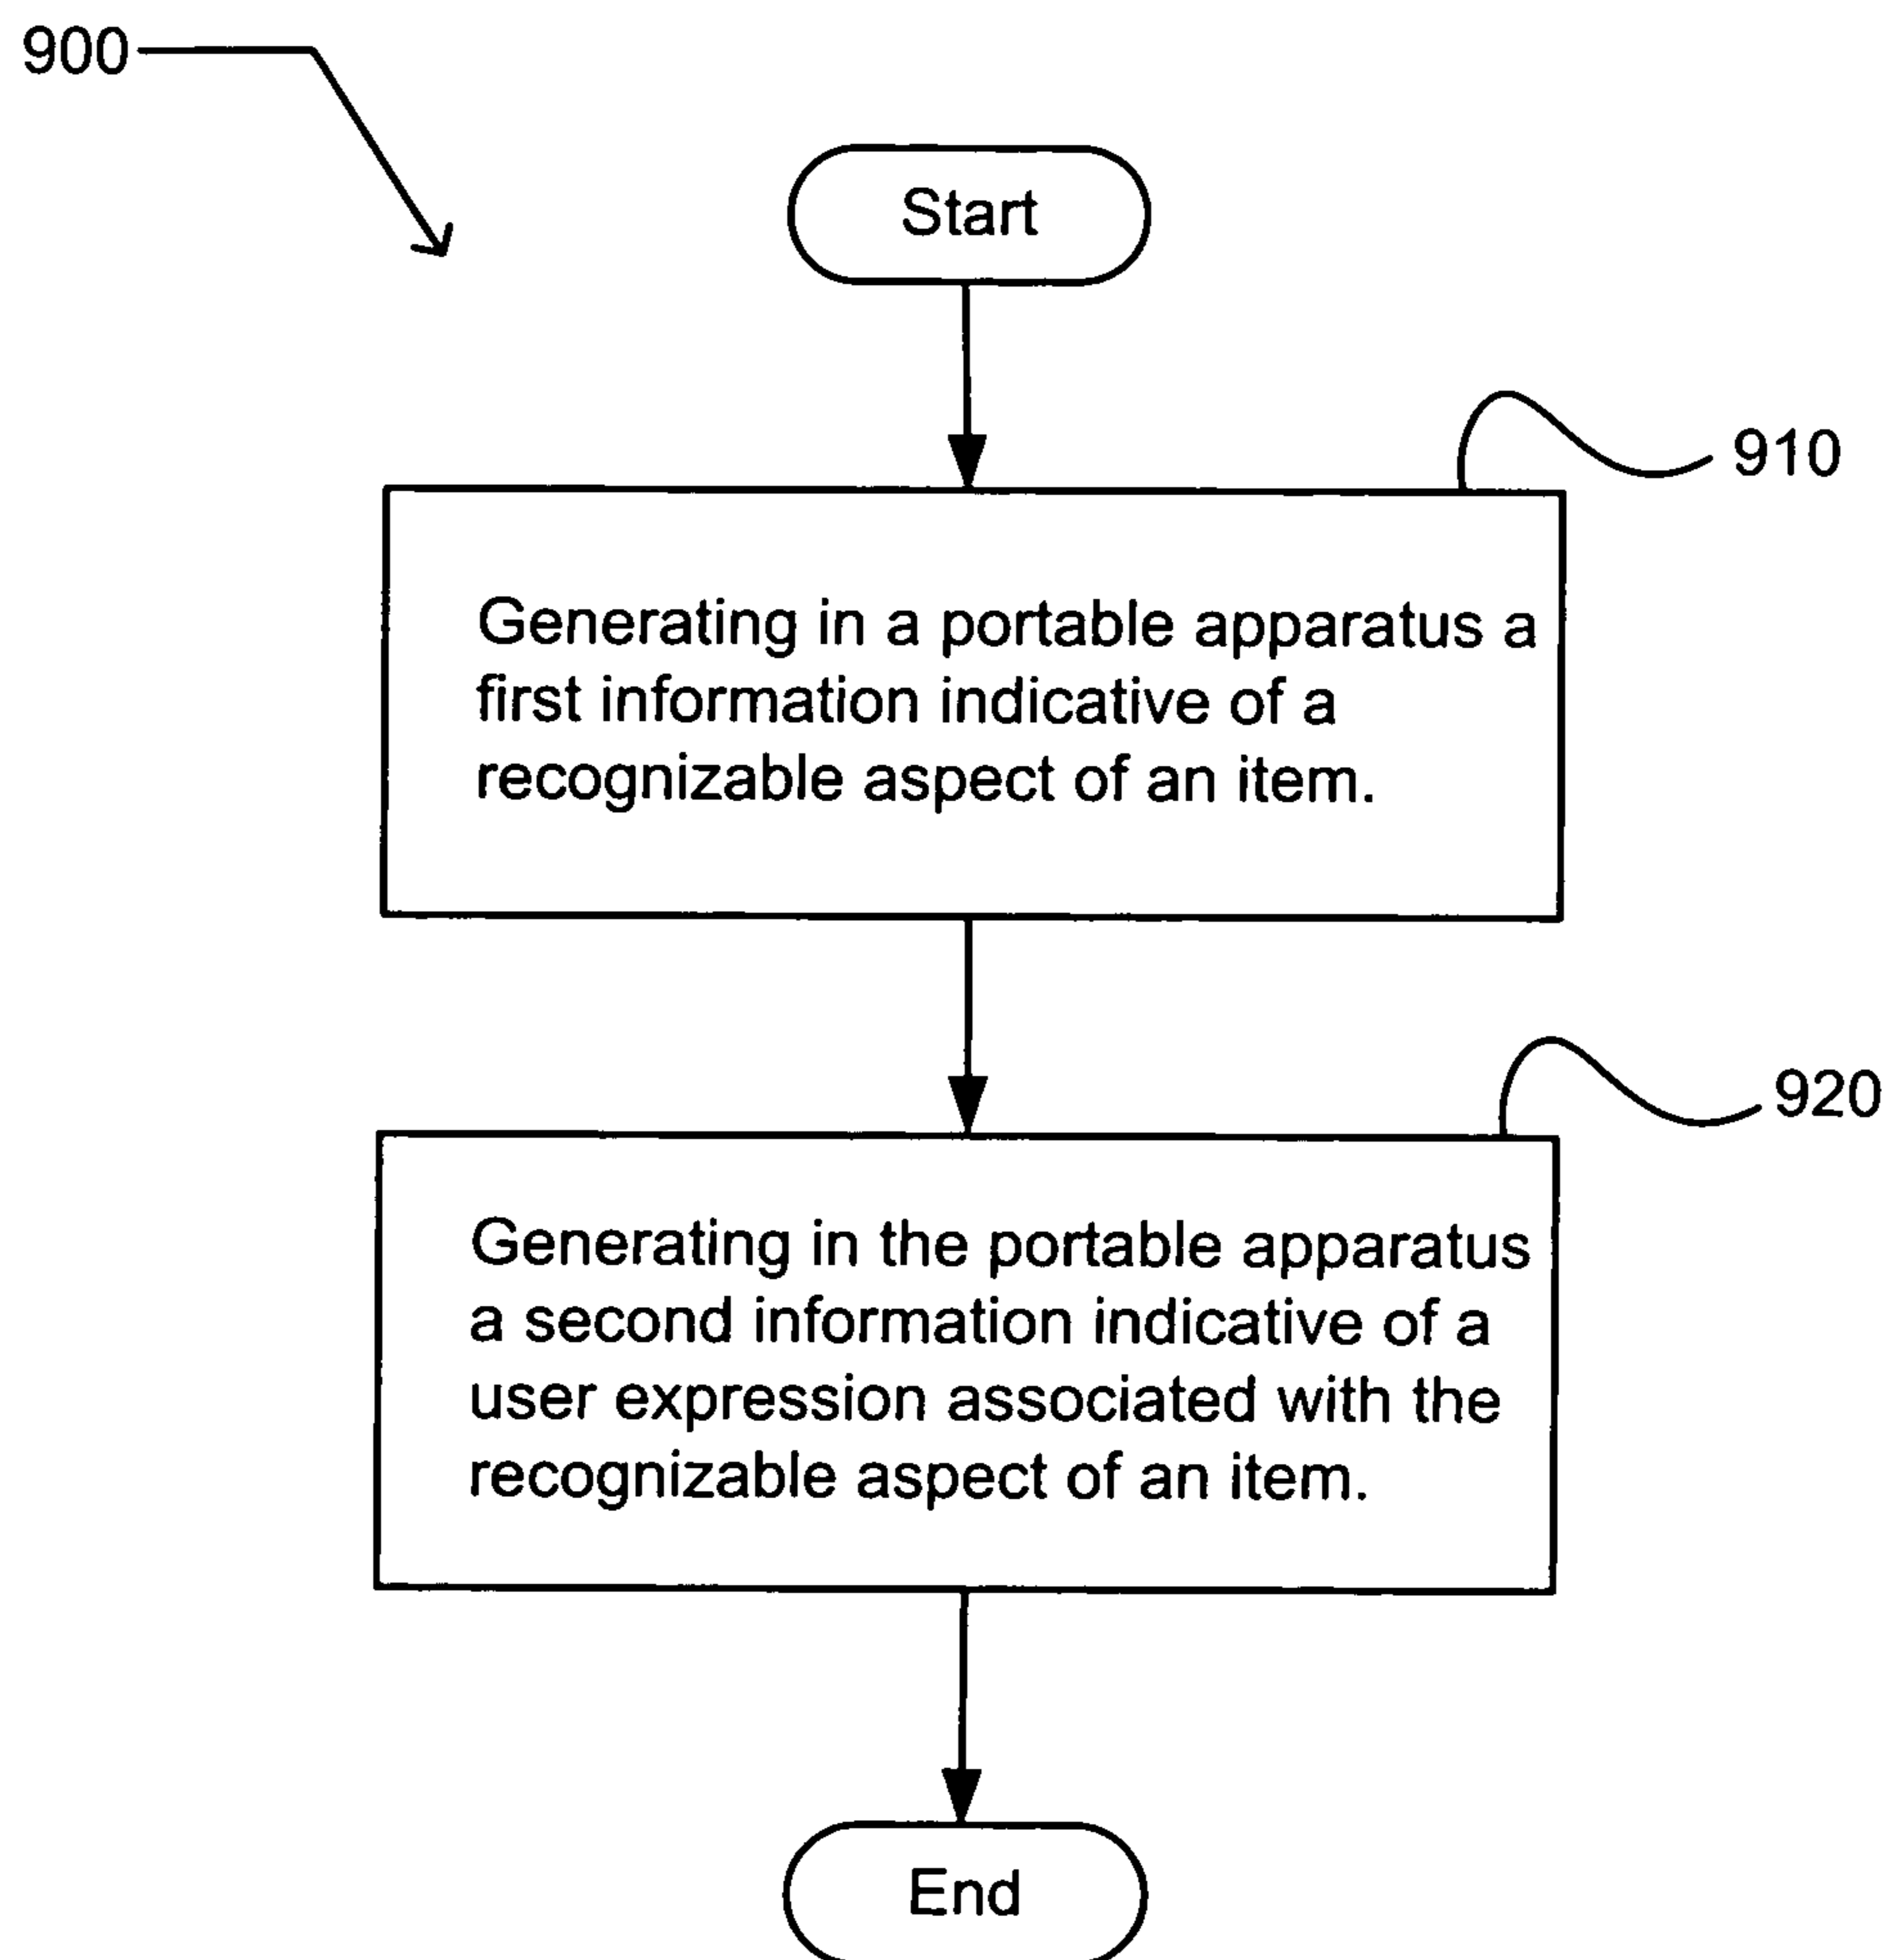 900
Start
910
Generating in a portable apparatus a
first information indicative of a
recognizable aspect of an item.
920
Generating in the portable apparatus
a second information indicative of a
user expression associated with the
recognizable aspect of an item.
End